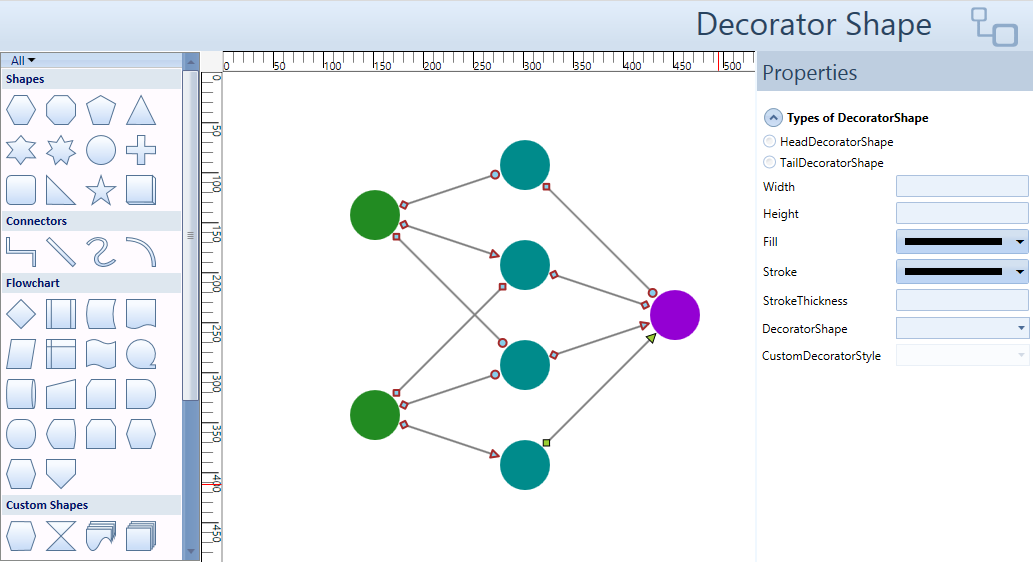 Decorator Shape
All
Shapes
Connectors
Flowchart
Custom Shapes
0 50 100 150 200 250 300 350 400 450 500
0
50
100
150
200
250
300
350
400
450
Properties
Types of DecoratorShape
HeadDecoratorShape
TailDecoratorShape
Width
Height
Fill
Stroke
StrokeThickness
DecoratorShape
CustomDecoratorStyle